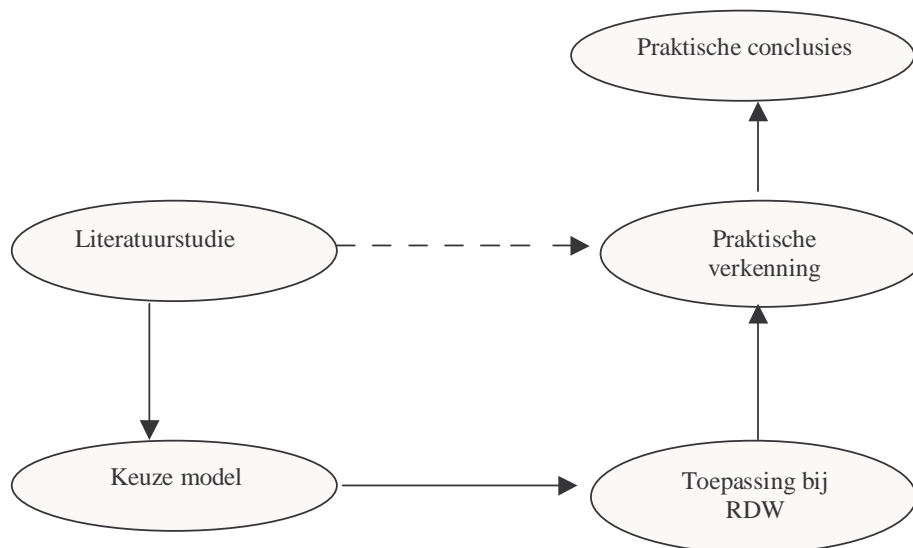 Praktische conclusies
Literatuurstudie
Praktische
verkenning
Keuze model
Toepassing bij
RDW